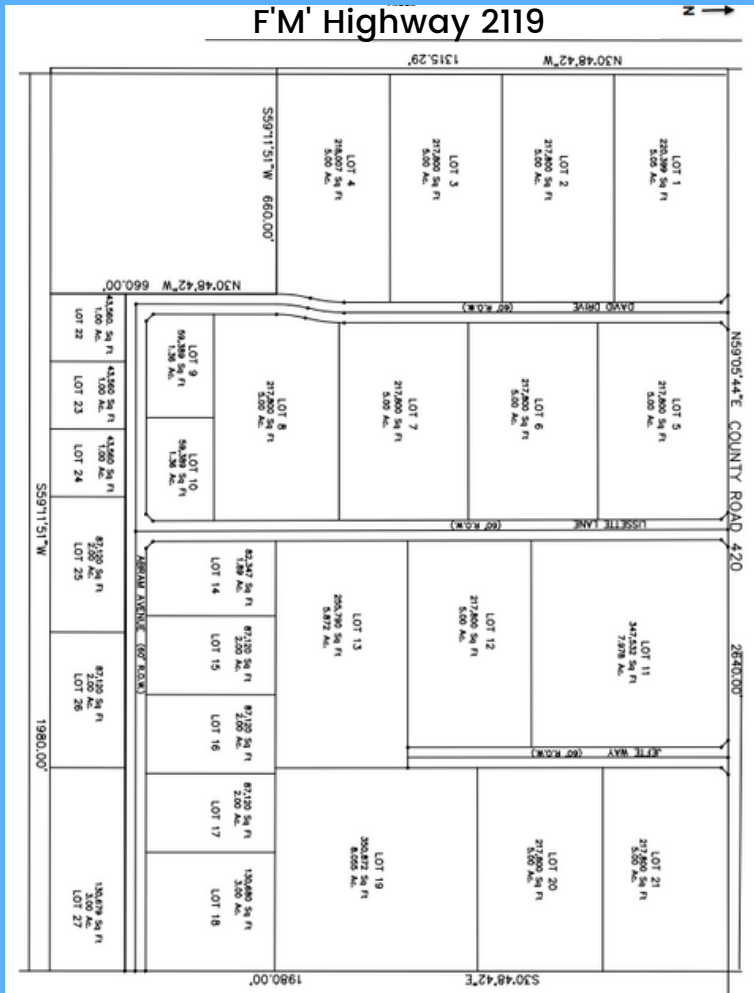 F'M' Highway 2119
N
N30°48'42"W 1315.29'
LOT 1
220,399 Sq Ft
5.05 Ac.
LOT 2
217,800 Sq Ft
5.00 Ac.
LOT 3
217,800 Sq Ft
5.00 Ac.
LOT 4
218,007 Sq Ft
5.00 Ac.
S59°11'51"W 660.00'
N30°48'42"W 660.00'
DAVID DRIVE (60' R.O.W.)
N59°05'44"E COUNTY ROAD 420 2640.00'
LOT 5
217,800 Sq Ft
5.00 Ac.
LOT 6
217,800 Sq Ft
5.00 Ac.
LOT 7
217,800 Sq Ft
5.00 Ac.
LOT 8
217,800 Sq Ft
5.00 Ac.
LOT 9
59,389 Sq Ft
1.36 Ac.
LOT 10
59,389 Sq Ft
1.36 Ac.
43,560. Sq Ft
1.00 Ac.
LOT 22
43,560 Sq Ft
1.00 Ac.
LOT 23
43,560 Sq Ft
1.00 Ac.
LOT 24
LISSETTE LANE (60' R.O.W.)
S59°11'51"W 1980.00'
87,120 Sq Ft
2.00 Ac.
LOT 25
87,120 Sq Ft
2.00 Ac.
LOT 26
130,679 Sq Ft
3.00 Ac.
LOT 27
ABRAM AVENUE (60' R.O.W.)
LOT 11
347,532 Sq Ft
7.978 Ac.
LOT 12
217,800 Sq Ft
5.00 Ac.
LOT 13
255,790 Sq Ft
5.872 Ac.
82,347 Sq Ft
1.89 Ac.
LOT 14
87,120 Sq Ft
2.00 Ac.
LOT 15
87,120 Sq Ft
2.00 Ac.
LOT 16
87,120 Sq Ft
2.00 Ac.
LOT 17
130,680 Sq Ft
3.00 Ac.
LOT 18
JEFTE WAY (60' R.O.W.)
LOT 19
350,872 Sq Ft
8.055 Ac.
LOT 20
217,800 Sq Ft
5.00 Ac.
LOT 21
217,800 Sq Ft
5.00 Ac.
S30°48'42"E 1980.00'